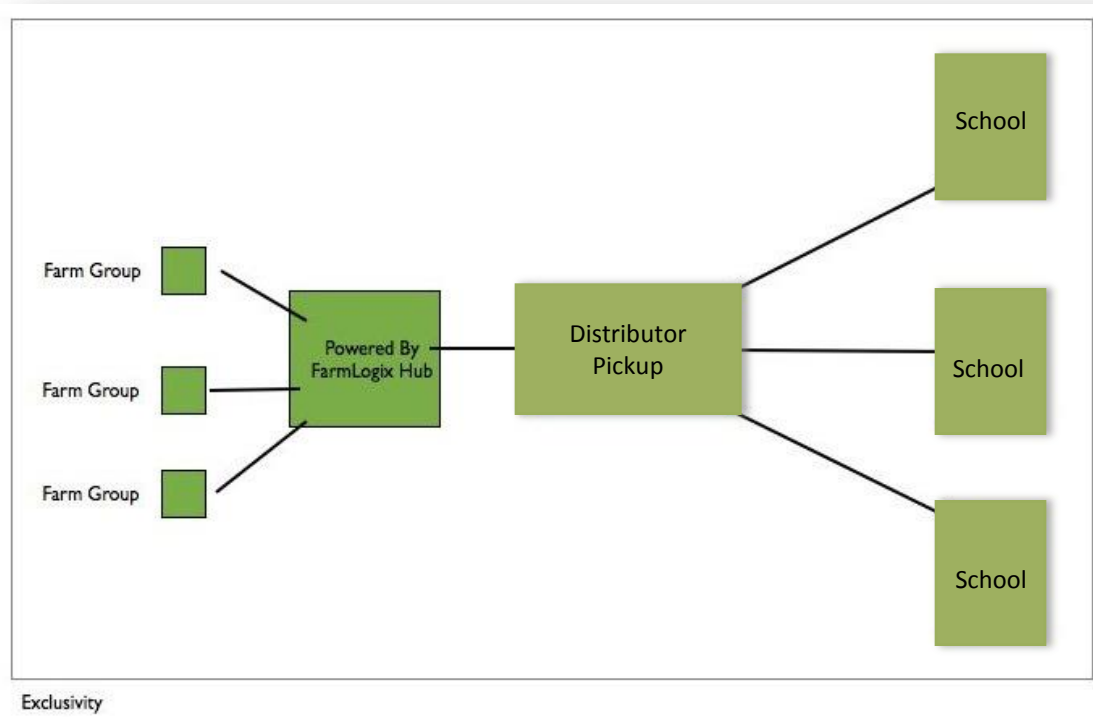 School
Farm Group
Powered By
FarmLogix Hub
Distributor
Pickup
School
Farm Group
Farm Group
School
Exclusivity